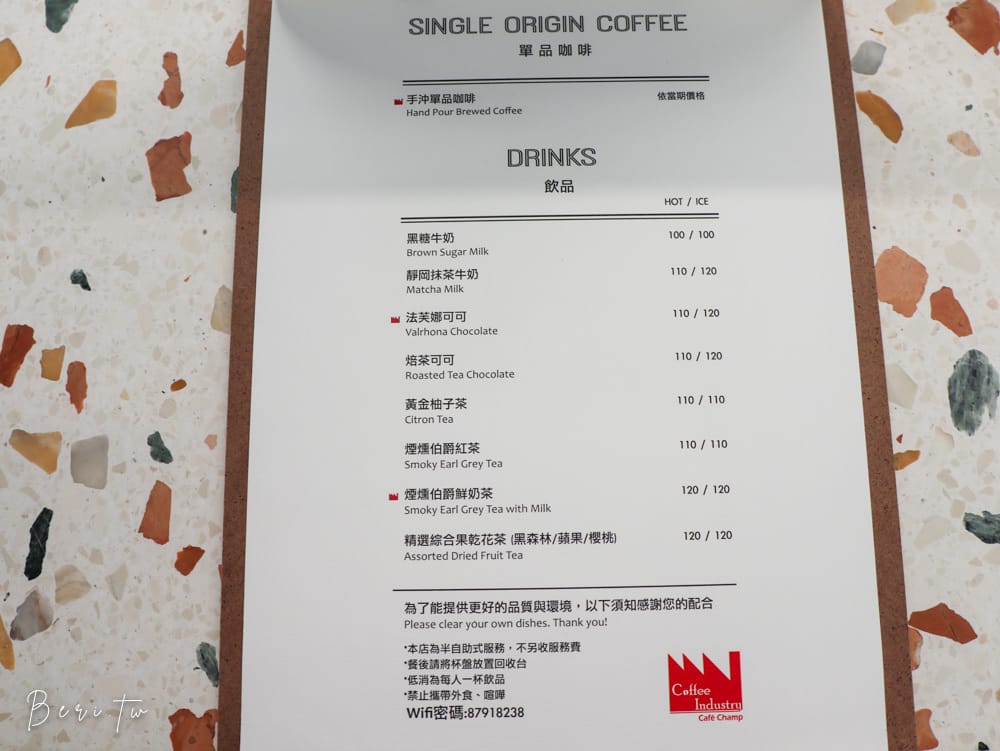 SINGLE ORIGIN COFFEE
單品咖啡
手沖單品咖啡 依當期價格
Hand Pour Brewed Coffee
DRINKS
飲品
HOT / ICE
黑糖牛奶 100 / 100
Brown Sugar Milk
靜岡抹茶牛奶 110 / 120
Matcha Milk
法芙娜可可 110 / 120
Valrhona Chocolate
焙茶可可 110 / 120
Roasted Tea Chocolate
黃金柚子茶 110 / 110
Citron Tea
煙燻伯爵紅茶 110 / 110
Smoky Earl Grey Tea
煙燻伯爵鮮奶茶 120 / 120
Smoky Earl Grey Tea with Milk
精選綜合果乾花茶 (黑森林/蘋果/櫻桃) 120 / 120
Assorted Dried Fruit Tea
為了能提供更好的品質與環境，以下須知感謝您的配合
Please clear your own dishes. Thank you!
*本店為半自助式服務，不另收服務費
*餐後請將杯盤放置回收台
*低消為每人一杯飲品
*禁止攜帶外食、喧嘩
Wifi密碼:87918238
Coffee
Industry
Café Champ
Beri tw